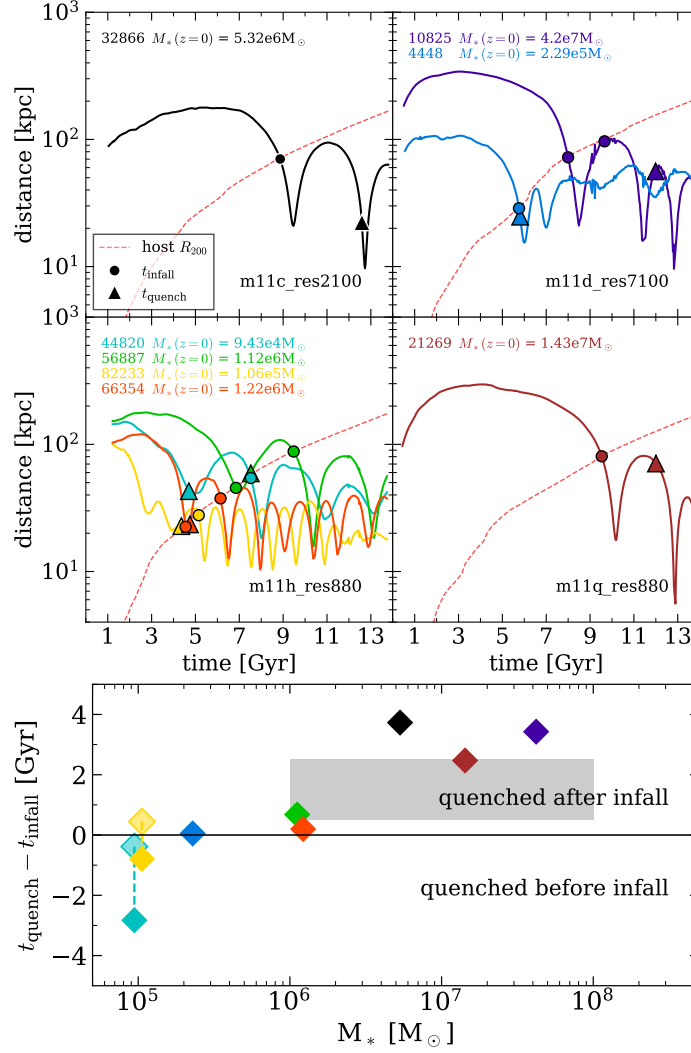 32866 M*(z=0) = 5.32e6M☉
10825 M*(z=0) = 4.2e7M☉
4448 M*(z=0) = 2.29e5M☉
10³
10²
10¹
distance [kpc]
host R200
tinfall
tquench
m11c_res2100
m11d_res7100
44820 M*(z=0) = 9.43e4M☉
56887 M*(z=0) = 1.12e6M☉
82233 M*(z=0) = 1.06e5M☉
66354 M*(z=0) = 1.22e6M☉
21269 M*(z=0) = 1.43e7M☉
10³
10²
10¹
distance [kpc]
m11h_res880
m11q_res880
1 3 5 7 9 11 13
1 3 5 7 9 11 13
time [Gyr]
time [Gyr]
4
2
0
−2
−4
tquench − tinfall [Gyr]
quenched after infall
quenched before infall
10⁵ 10⁶ 10⁷ 10⁸
M* [M☉]